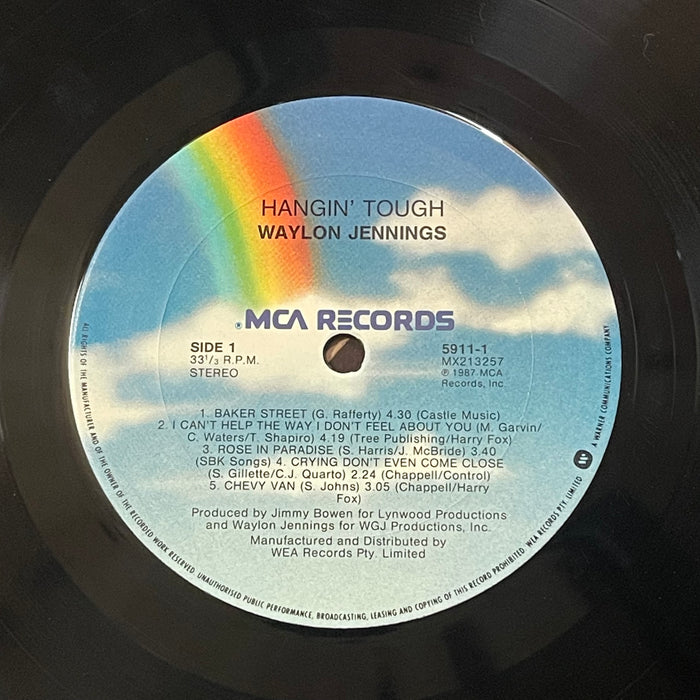 HANGIN' TOUGH
WAYLON JENNINGS
®MCA RECORDS
SIDE 1
33 1/3 R.P.M.
STEREO
5911-1
MX213257
℗ 1987 MCA
Records, Inc.
1. BAKER STREET (G. Rafferty) 4.30 (Castle Music)
2. I CAN'T HELP THE WAY I DON'T FEEL ABOUT YOU (M. Garvin/
C. Waters/T. Shapiro) 4.19 (Tree Publishing/Harry Fox)
3. ROSE IN PARADISE (S. Harris/J. McBride) 3.40
(SBK Songs) 4. CRYING DON'T EVEN COME CLOSE
(S. Gillette/C.J. Quarto) 2.24 (Chappell/Control)
5. CHEVY VAN (S. Johns) 3.05 (Chappell/Harry
Fox)
Produced by Jimmy Bowen for Lynwood Productions
and Waylon Jennings for WGJ Productions, Inc.
Manufactured and Distributed by
WEA Records Pty. Limited
ALL RIGHTS OF THE MANUFACTURER AND OF THE OWNER OF THE RECORDED WORK RESERVED. UNAUTHORISED PUBLIC PERFORMANCE, BROADCASTING, LEASING AND COPYING OF THIS RECORD PROHIBITED. WEA RECORDS PTY. LIMITED A WARNER COMMUNICATIONS COMPANY.